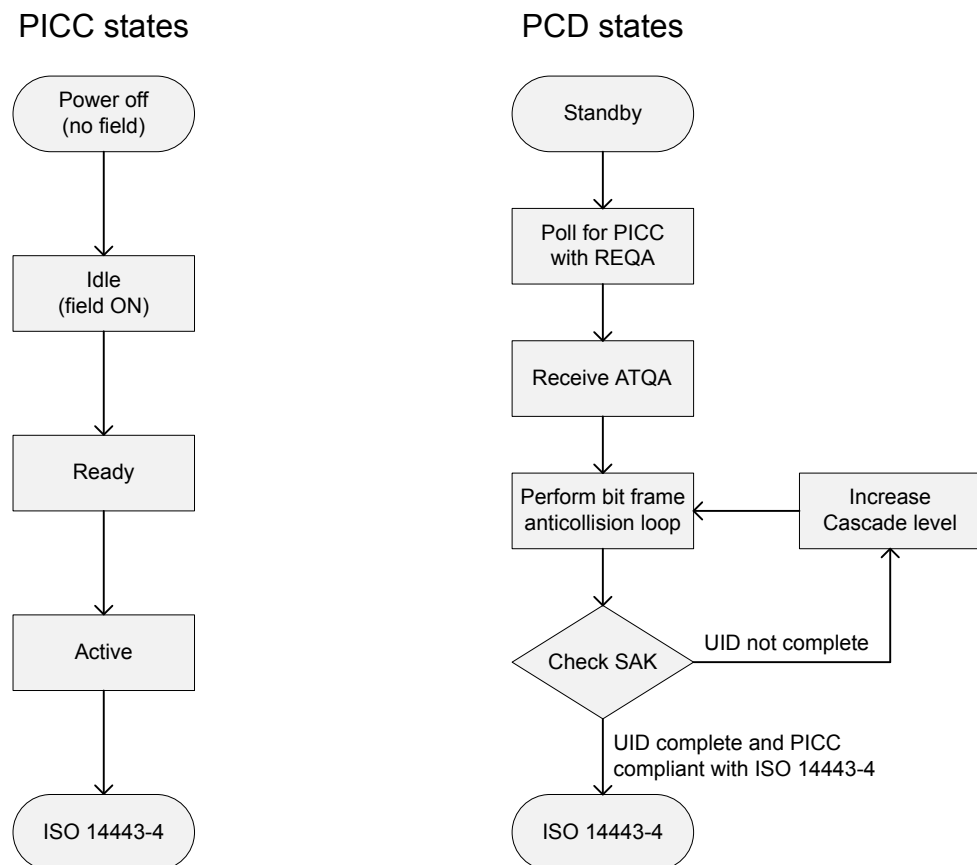 PICC states
Power off
(no field)
Idle
(field ON)
Ready
Active
ISO 14443-4
PCD states
Standby
Poll for PICC
with REQA
Receive ATQA
Perform bit frame
anticollision loop
Increase
Cascade level
Check SAK
UID not complete
UID complete and PICC
compliant with ISO 14443-4
ISO 14443-4